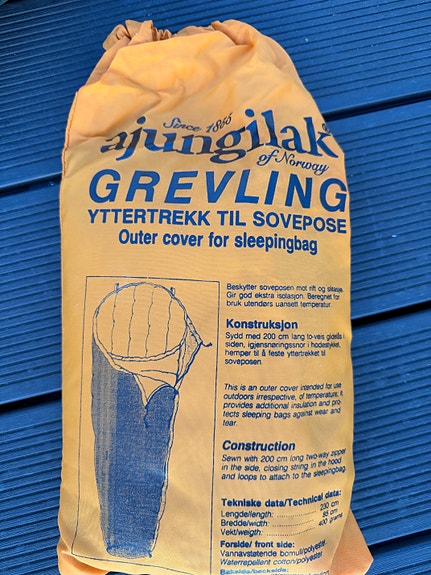 Since 1855
ajungilak®
of Norway
GREVLING
YTTERTREKK TIL SOVEPOSE
Outer cover for sleepingbag
Beskytter soveposen mot rift og slitasje.
Gir god ekstra isolasjon. Beregnet for
bruk utendørs uansett temperatur.
Konstruksjon
Sydd med 200 cm lang to-veis glidelås i
siden, igjensnøringssnor i hodestykket,
hemper til å feste yttertrekket til
soveposen.
This is an outer cover intended for use
outdoors irrespective, of temperature, it
provides additional insulation and pro-
tects sleeping bags against wear and
tear.
Construction
Sewn with 200 cm long two-way zipper
in the side, closing string in the hood
and loops to attach to the sleepingbag.
Tekniske data/Technical data:
Lengde/length: 230 cm
Bredde/width: 85 cm
Vekt/weigth: 400 grams
Forside/ front side:
Vannavstøtende bomull/polyester.
Waterrepellent cotton/polyester.
Bakside/backside: